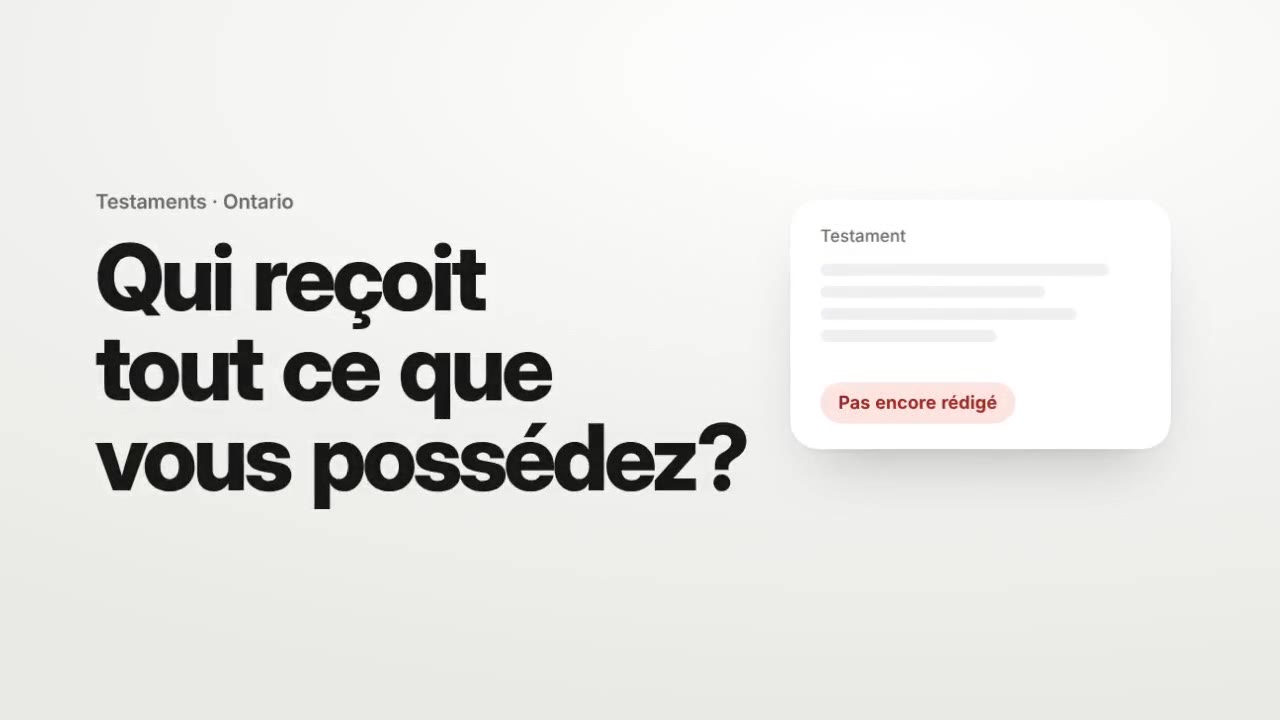 Testaments · Ontario
Qui reçoit
tout ce que
vous possédez?
Testament
Pas encore rédigé